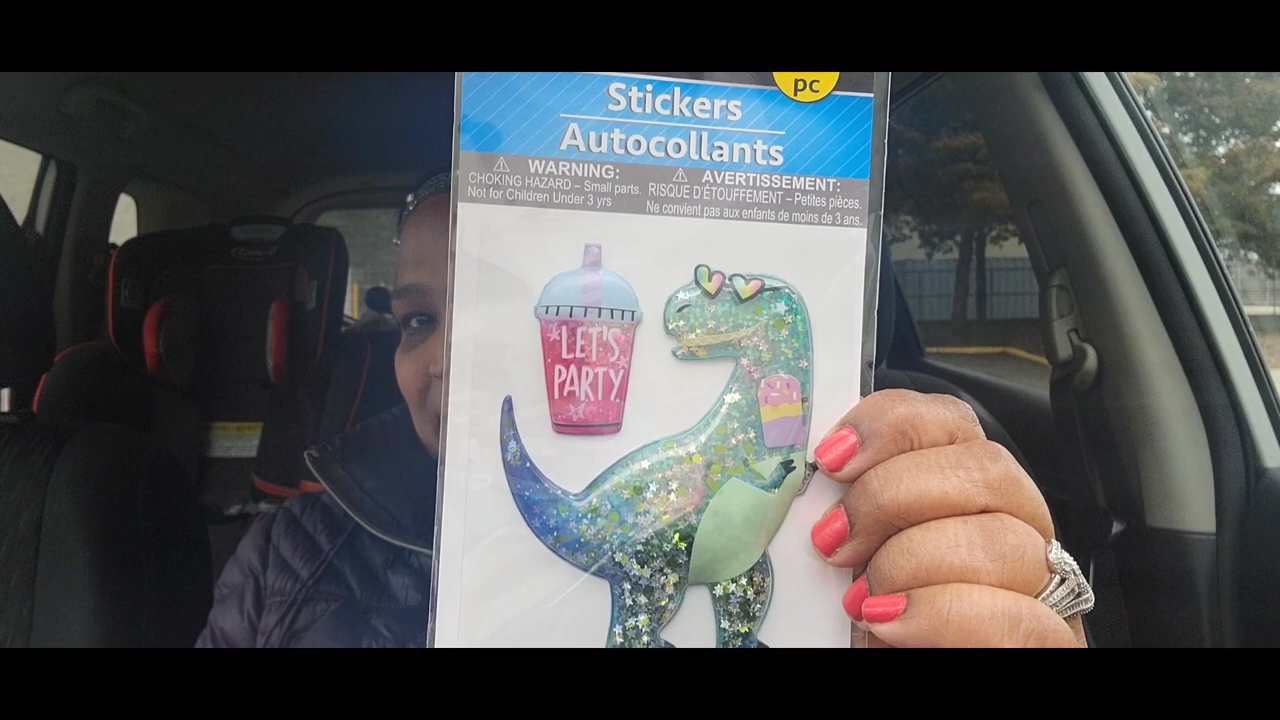 pc
Stickers
Autocollants
WARNING:
CHOKING HAZARD – Small parts.
Not for Children Under 3 yrs
AVERTISSEMENT:
RISQUE D'ÉTOUFFEMENT – Petites pièces.
Ne convient pas aux enfants de moins de 3 ans.
LET'S
PARTY